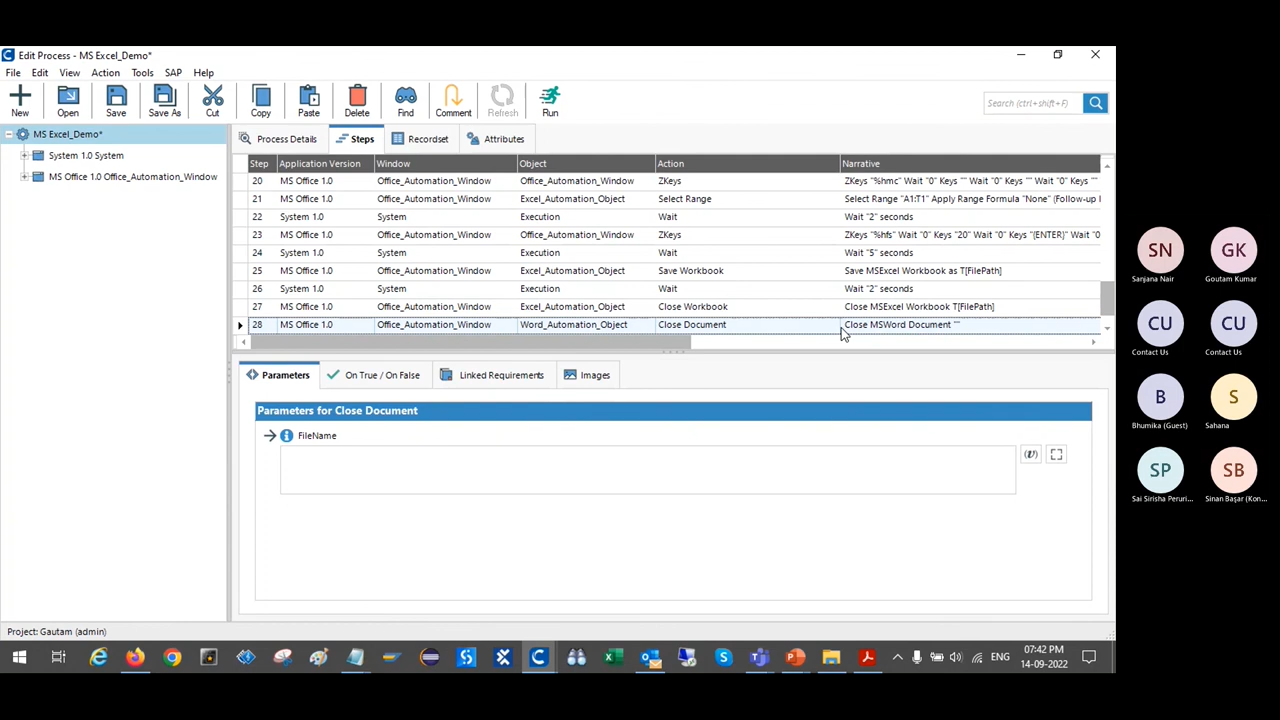 Edit Process - MS Excel_Demo*
File Edit View Action Tools SAP Help
New Open Save Save As Cut Copy Paste Delete Find Comment Refresh Run
Search (ctrl+shift+F)
MS Excel_Demo*
System 1.0 System
MS Office 1.0 Office_Automation_Window
Process Details Steps Recordset Attributes
Step Application Version Window Object Action Narrative
20 MS Office 1.0 Office_Automation_Window Office_Automation_Window ZKeys ZKeys "%hmc" Wait "0" Keys "" Wait "0" Keys "" Wait "0" Keys ""
21 MS Office 1.0 Office_Automation_Window Excel_Automation_Object Select Range Select Range "A1:T1" Apply Range Formula "None" (Follow-up
22 System 1.0 System Execution Wait Wait "2" seconds
23 MS Office 1.0 Office_Automation_Window Office_Automation_Window ZKeys ZKeys "%hfs" Wait "0" Keys "20" Wait "0" Keys "{ENTER}" Wait "0
24 System 1.0 System Execution Wait Wait "5" seconds
25 MS Office 1.0 Office_Automation_Window Excel_Automation_Object Save Workbook Save MSExcel Workbook as T[FilePath]
26 System 1.0 System Execution Wait Wait "2" seconds
27 MS Office 1.0 Office_Automation_Window Excel_Automation_Object Close Workbook Close MSExcel Workbook T[FilePath]
28 MS Office 1.0 Office_Automation_Window Word_Automation_Object Close Document Close MSWord Document ""
Parameters On True / On False Linked Requirements Images
Parameters for Close Document
FileName
(v)
Project: Gautam (admin)
ENG
07:42 PM
14-09-2022
SN GK
Sanjana Nair Goutam Kumar
CU CU
Contact Us Contact Us
B S
Bhumika (Guest) Sahana
SP SB
Sai Sirisha Peruri... Sinan Başar (Kon...